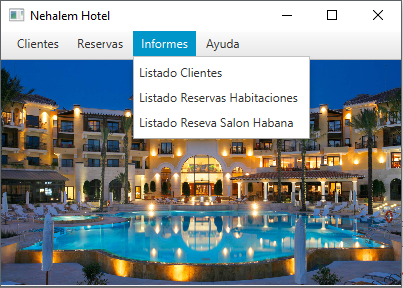 Nehalem Hotel
Clientes Reservas Informes Ayuda
Listado Clientes
Listado Reservas Habitaciones
Listado Reseva Salon Habana